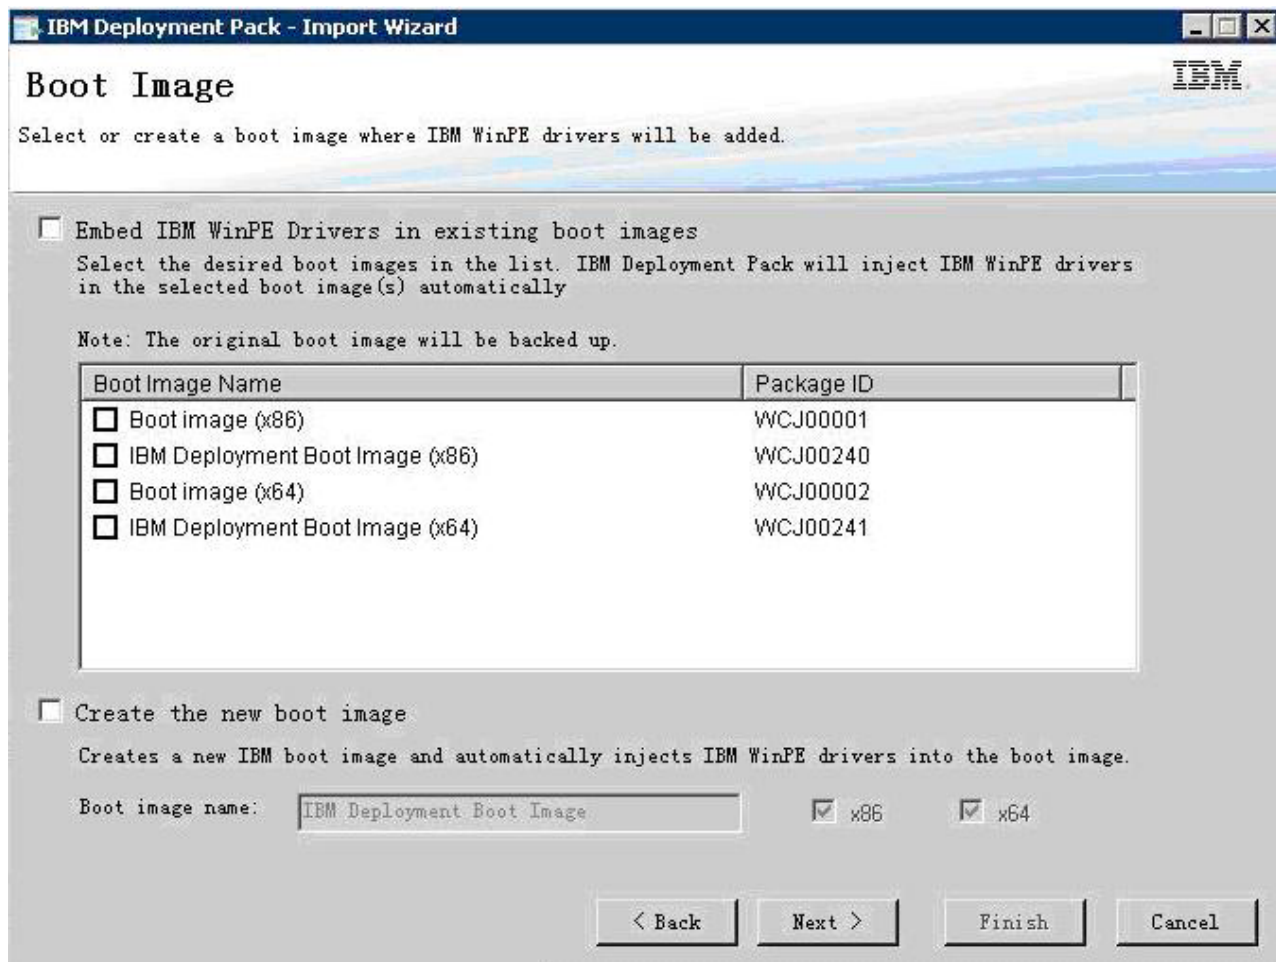 IBM Deployment Pack - Import Wizard
Boot Image
IBM
Select or create a boot image where IBM WinPE drivers will be added.
Embed IBM WinPE Drivers in existing boot images
Select the desired boot images in the list. IBM Deployment Pack will inject IBM WinPE drivers
in the selected boot image(s) automatically
Note: The original boot image will be backed up.
Boot Image Name Package ID
Boot image (x86) WCJ00001
IBM Deployment Boot Image (x86) WCJ00240
Boot image (x64) WCJ00002
IBM Deployment Boot Image (x64) WCJ00241
Create the new boot image
Creates a new IBM boot image and automatically injects IBM WinPE drivers into the boot image.
Boot image name: IBM Deployment Boot Image x86 x64
< Back Next > Finish Cancel